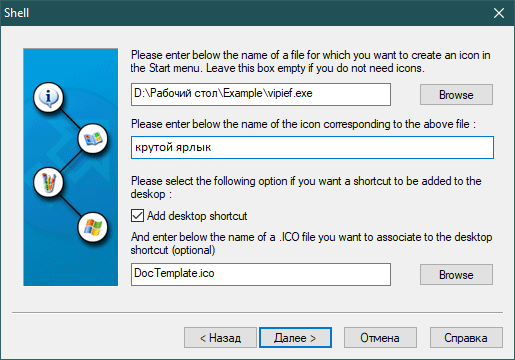 Shell
Please enter below the name of a file for which you want to create an icon in
the Start menu. Leave this box empty if you do not need icons.
D:\Рабочий стол\Example\vipief.exe
Browse
Please enter below the name of the icon corresponding to the above file :
крутой ярлык
Please select the following option if you want a shortcut to be added to the
deskop :
Add desktop shortcut
And enter below the name of a .ICO file you want to associate to the desktop
shortcut (optional)
DocTemplate.ico
Browse
< Назад
Далее >
Отмена
Справка